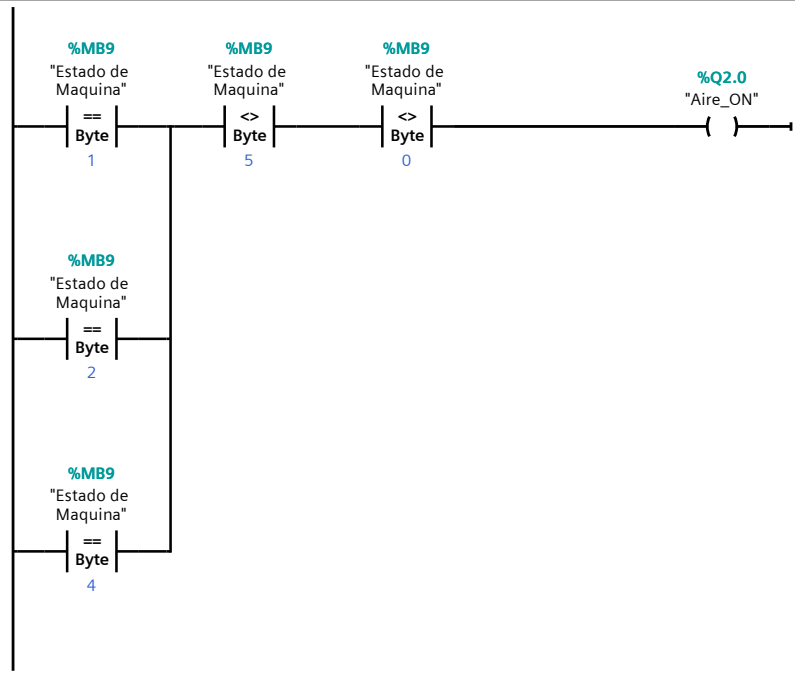 %MB9
"Estado de
Maquina"
==
Byte
1
%MB9
"Estado de
Maquina"
<>
Byte
5
%MB9
"Estado de
Maquina"
<>
Byte
0
%Q2.0
"Aire_ON"
%MB9
"Estado de
Maquina"
==
Byte
2
%MB9
"Estado de
Maquina"
==
Byte
4